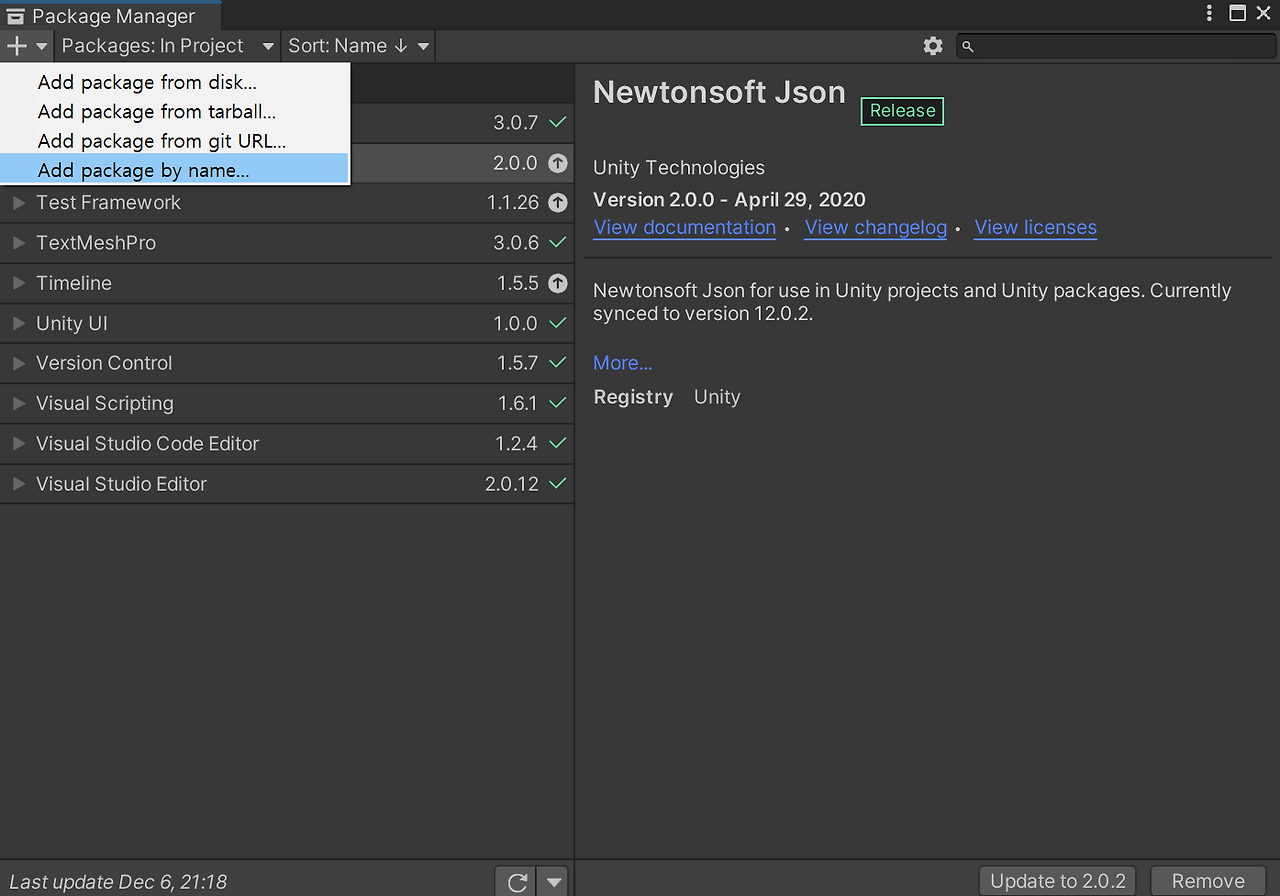 Package Manager
Packages: In Project
Sort: Name ↓
Add package from disk...
Add package from tarball...
Add package from git URL...
Add package by name...
3.0.7
2.0.0
Test Framework 1.1.26
TextMeshPro 3.0.6
Timeline 1.5.5
Unity UI 1.0.0
Version Control 1.5.7
Visual Scripting 1.6.1
Visual Studio Code Editor 1.2.4
Visual Studio Editor 2.0.12
Last update Dec 6, 21:18
Newtonsoft Json Release
Unity Technologies
Version 2.0.0 - April 29, 2020
View documentation • View changelog • View licenses
Newtonsoft Json for use in Unity projects and Unity packages. Currently
synced to version 12.0.2.
More...
Registry Unity
Update to 2.0.2
Remove